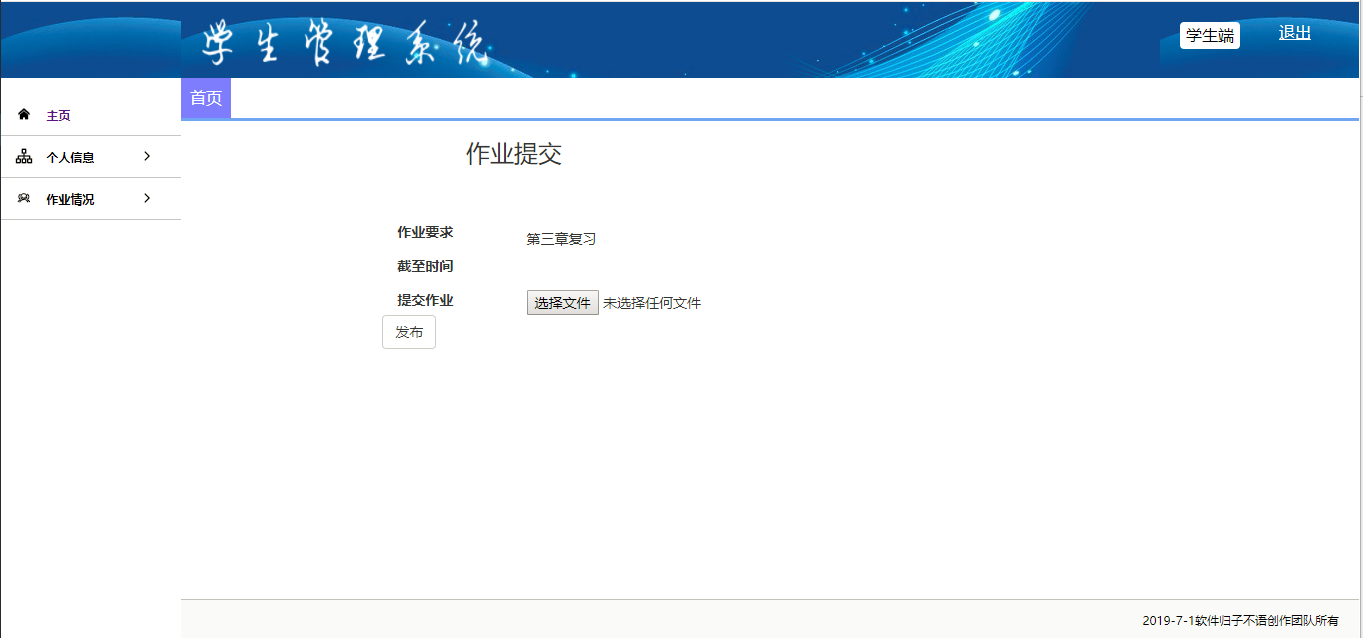 学生管理系统
学生端
退出
首页
主页
个人信息
作业情况
作业提交
作业要求
第三章复习
截至时间
提交作业
选择文件 未选择任何文件
发布
2019-7-1软件归子不语创作团队所有